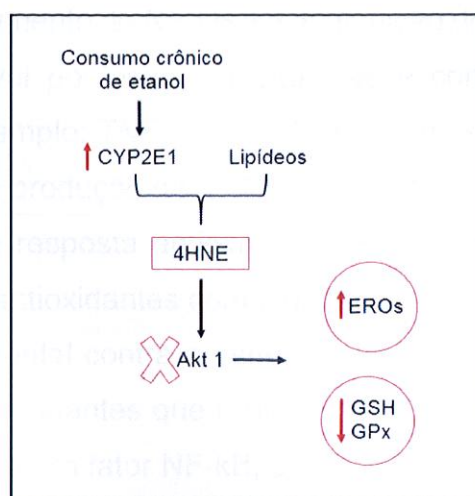 Consumo crônico
de etanol
CYP2E1
Lipídeos
4HNE
Akt 1
EROs
GSH
GPx